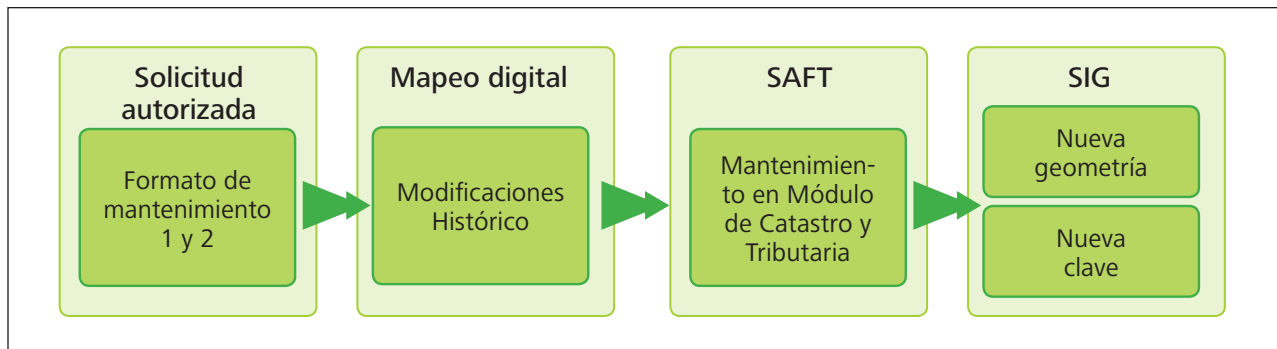 Solicitud
autorizada
Formato de
mantenimiento
1 y 2
Mapeo digital
Modificaciones
Histórico
SAFT
Mantenimien-
to en Módulo
de Catastro y
Tributaria
SIG
Nueva
geometría
Nueva
clave